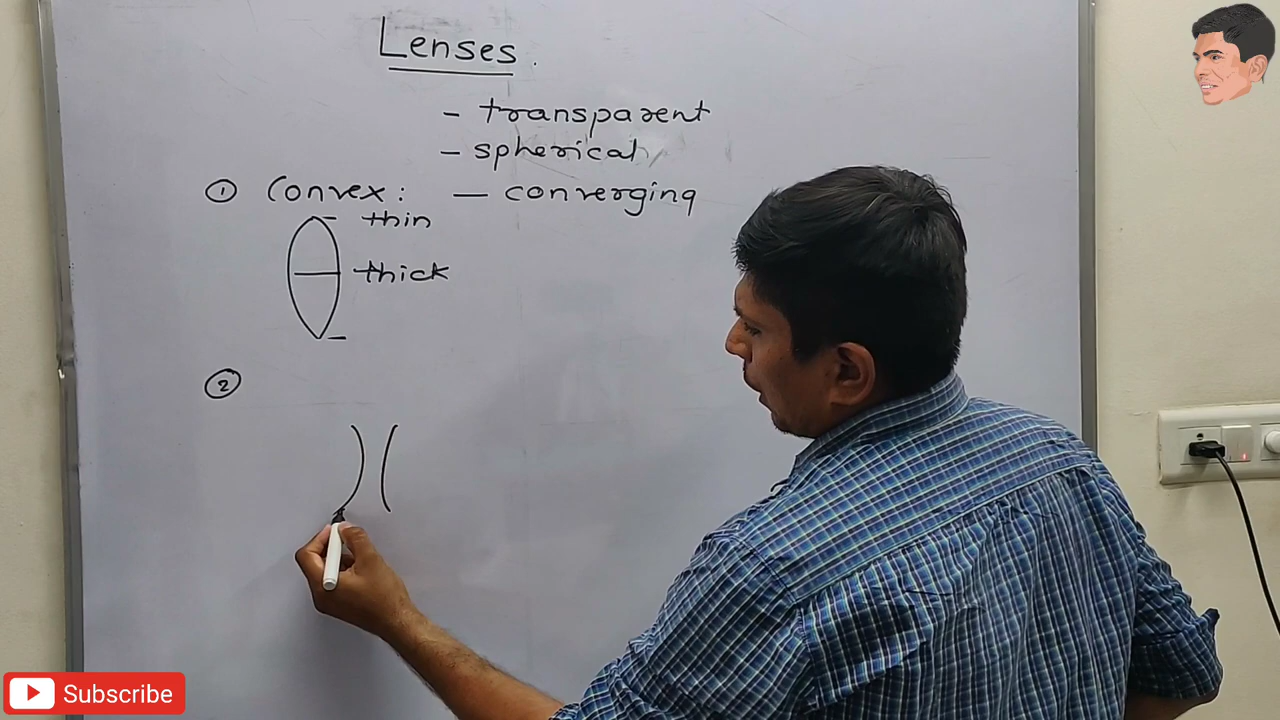 Lenses.
- transparent
- spherical
① Convex: - converging
thin
thick
②
Subscribe